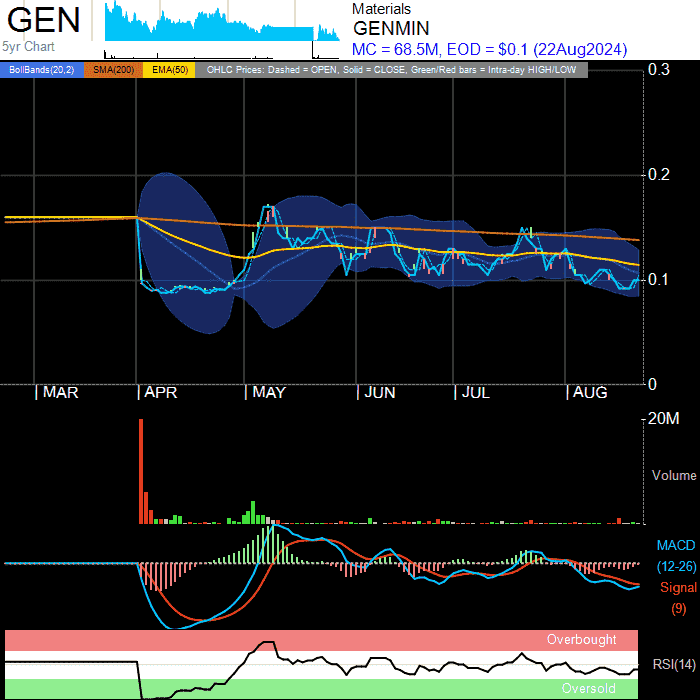 GEN
5yr Chart
Materials
GENMIN
MC = 68.5M, EOD = $0.1 (22Aug2024)
BollBands(20,2) SMA(200) EMA(50) OHLC Prices: Dashed = OPEN, Solid = CLOSE, Green/Red bars = Intra-day HIGH/LOW
0.3
0.2
0.1
0
| MAR | APR | MAY | JUN | JUL | AUG
20M
Volume
MACD
(12-26)
Signal
(9)
Overbought
RSI(14)
Oversold